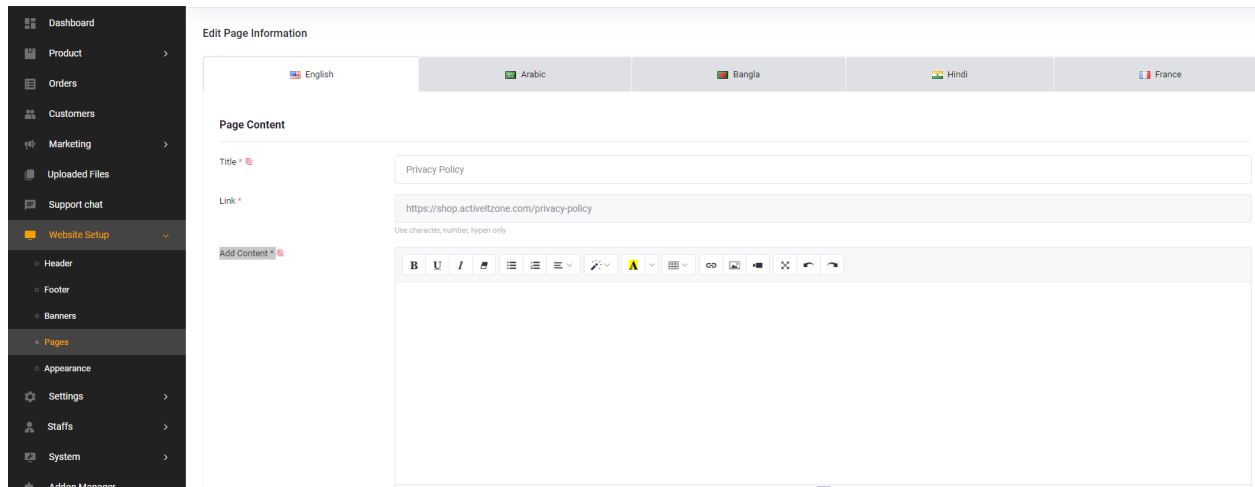 Dashboard
Product
Orders
Customers
Marketing
Uploaded Files
Support chat
Website Setup
Header
Footer
Banners
Pages
Appearance
Settings
Staffs
System
Addon Manager
Edit Page Information
English
Arabic
Bangla
Hindi
France
Page Content
Title *
Privacy Policy
Link *
https://shop.activeitzone.com/privacy-policy
Use character, number, hypen only
Add Content *
B U I A